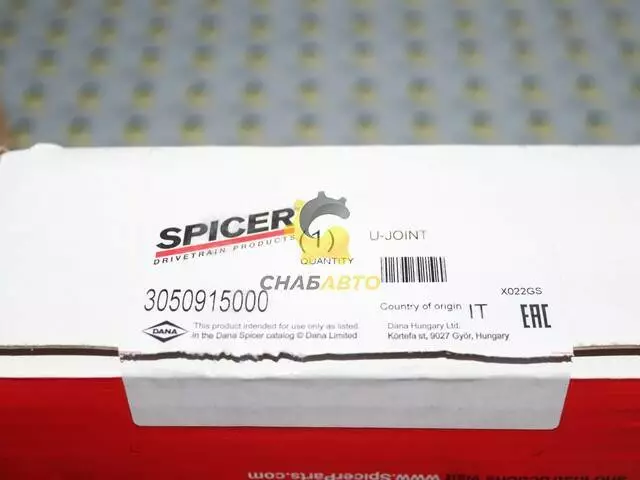 SPICER
DRIVETRAIN PRODUCTS
(1)
QUANTITY
U-JOINT
СНАБАВТО
3050915000
X022GS
Country of origin IT
EAC
DANA
This product intended for use only as listed
in the Dana Spicer catalog © Dana Limited
Dana Hungary Ltd.
Körtefa st, 9027 Győr, Hungary
www.SpicerParts.com